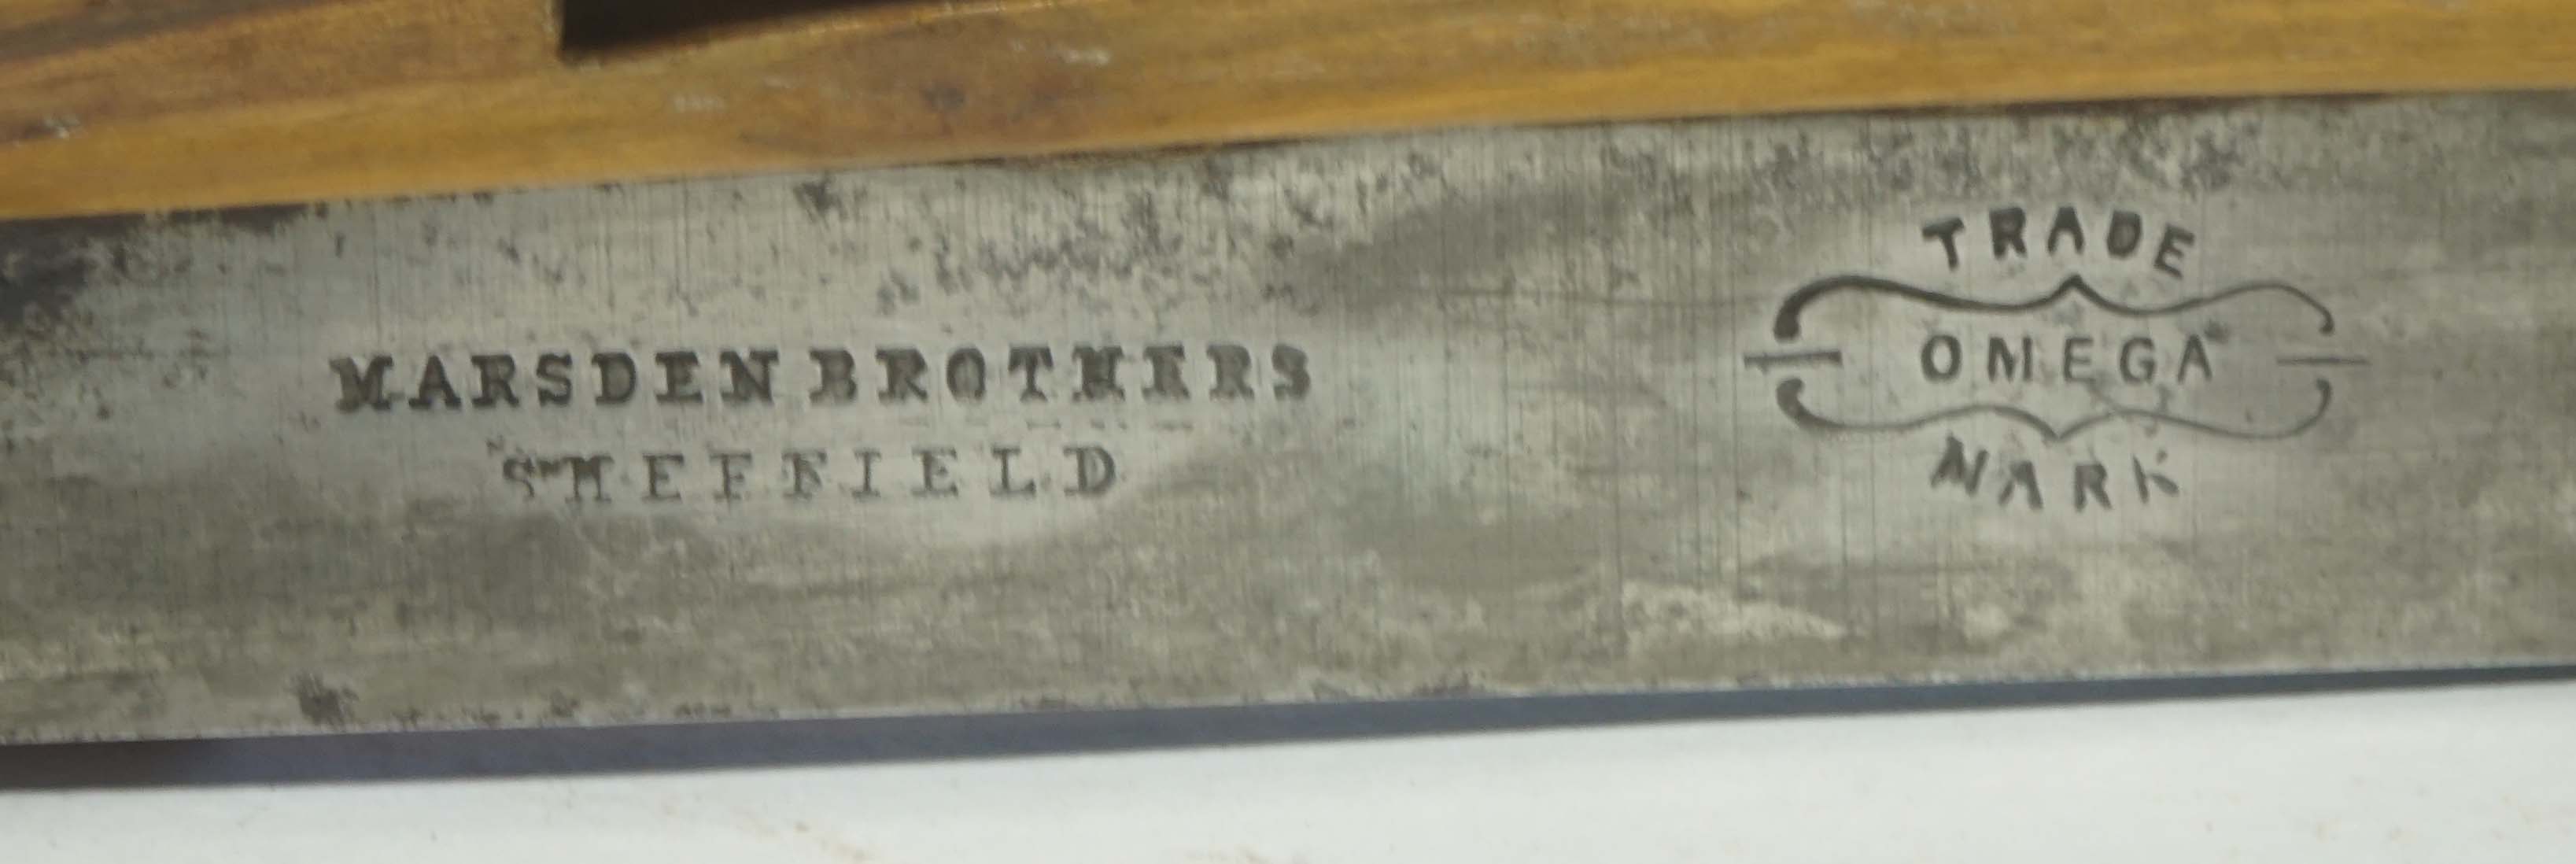 MARSDEN BROTHERS
SHEFFIELD
TRADE
OMEGA
MARK